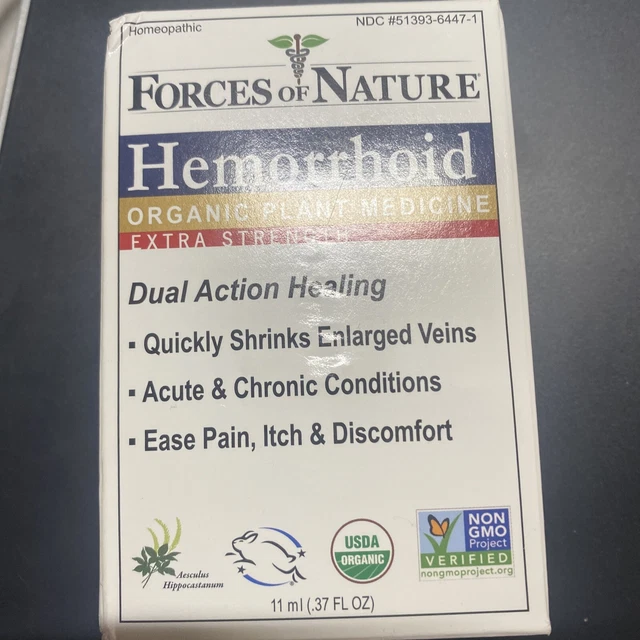 Homeopathic
NDC #51393-6447-1
FORCES OF NATURE
Hemorrhoid
ORGANIC PLANT MEDICINE
EXTRA STRENGTH
Dual Action Healing
▪ Quickly Shrinks Enlarged Veins
▪ Acute & Chronic Conditions
▪ Ease Pain, Itch & Discomfort
Aesculus
Hippocastanum
USDA
ORGANIC
NON
GMO
Project
VERIFIED
nongmoproject.org
11 ml (.37 FL OZ)